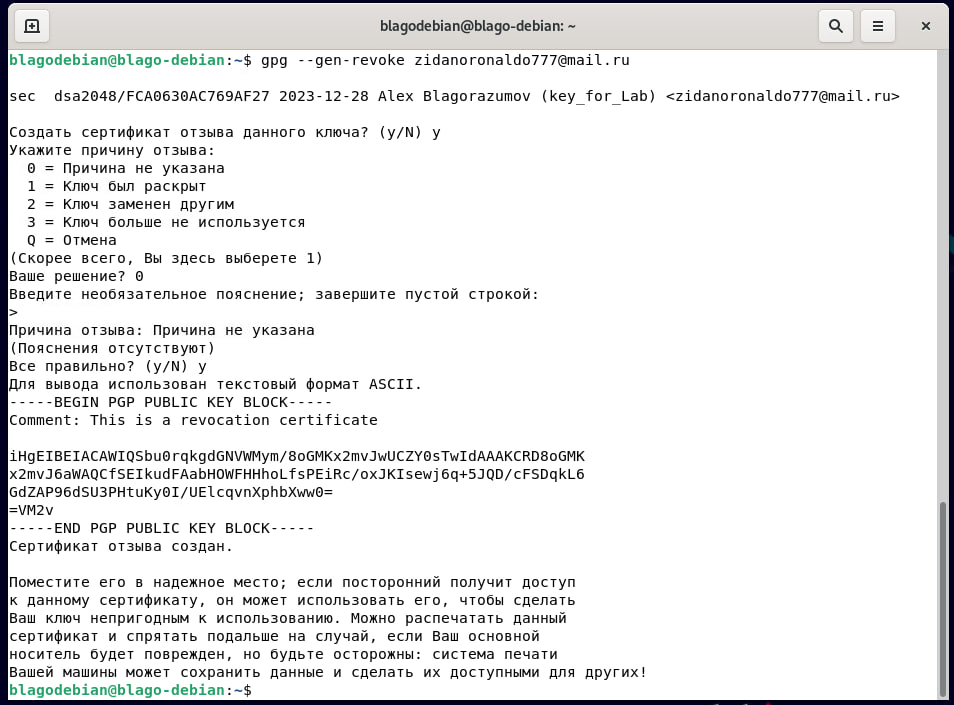 blagodebian@blago-debian: ~
blagodebian@blago-debian:~$ gpg --gen-revoke zidanoronaldo777@mail.ru
sec  dsa2048/FCA0630AC769AF27 2023-12-28 Alex Blagorazumov (key_for_Lab) <zidanoronaldo777@mail.ru>
Создать сертификат отзыва данного ключа? (y/N) y
Укажите причину отзыва:
  0 = Причина не указана
  1 = Ключ был раскрыт
  2 = Ключ заменен другим
  3 = Ключ больше не используется
  Q = Отмена
(Скорее всего, Вы здесь выберете 1)
Ваше решение? 0
Введите необязательное пояснение; завершите пустой строкой:
>
Причина отзыва: Причина не указана
(Пояснения отсутствуют)
Все правильно? (y/N) y
Для вывода использован текстовый формат ASCII.
-----BEGIN PGP PUBLIC KEY BLOCK-----
Comment: This is a revocation certificate
iHgEIBEIACAWIQSbu0rqkgdGNVWMym/8oGMKx2mvJwUCZY0sTwIdAAAKCRD8oGMK
x2mvJ6aWAQCfSEIkudFAabHOWFHHhoLfsPEiRc/oxJKIsewj6q+5JQD/cFSDqkL6
GdZAP96dSU3PHtuKy0I/UElcqvnXphbXww0=
=VM2v
-----END PGP PUBLIC KEY BLOCK-----
Сертификат отзыва создан.
Поместите его в надежное место; если посторонний получит доступ
к данному сертификату, он может использовать его, чтобы сделать
Ваш ключ непригодным к использованию. Можно распечатать данный
сертификат и спрятать подальше на случай, если Ваш основной
носитель будет поврежден, но будьте осторожны: система печати
Вашей машины может сохранить данные и сделать их доступными для других!
blagodebian@blago-debian:~$